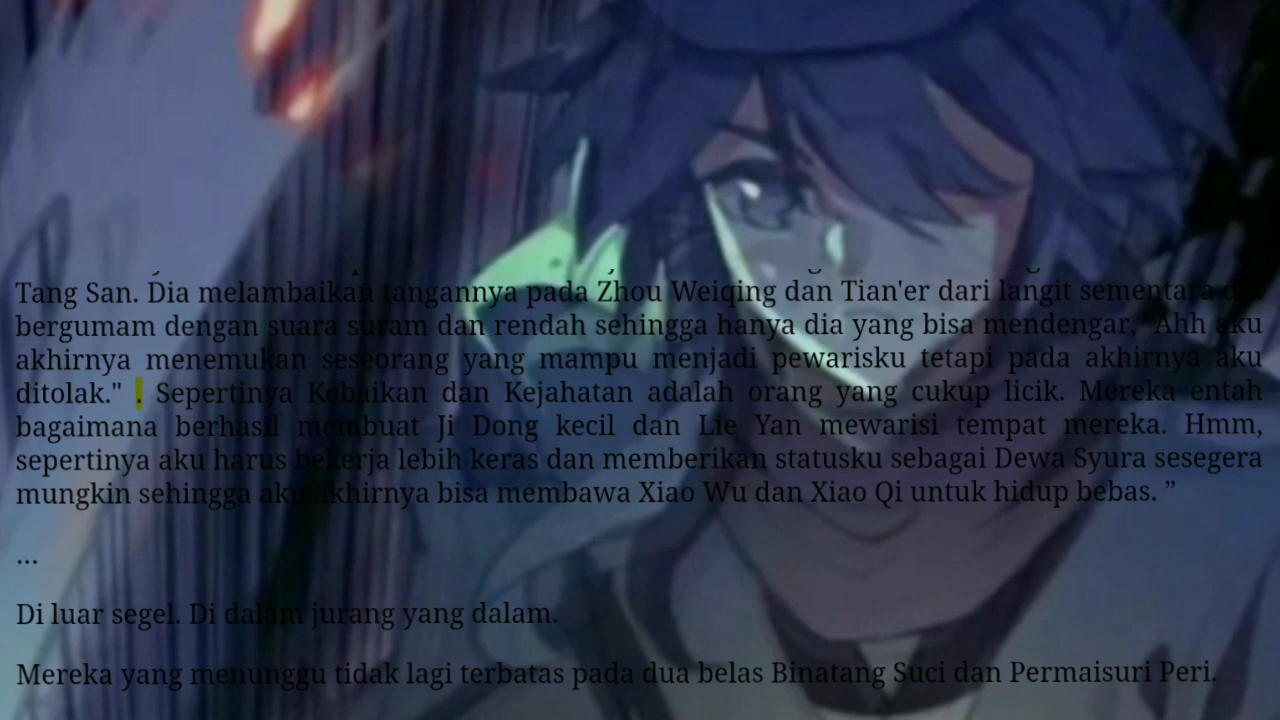 Tang San. Dia melambaikan tangannya pada Zhou Weiqing dan Tian'er dari langit sementara dia
bergumam dengan suara suram dan rendah sehingga hanya dia yang bisa mendengar, "Ahh aku
akhirnya menemukan seseorang yang mampu menjadi pewarisku tetapi pada akhirnya aku
ditolak." . Sepertinya Kebaikan dan Kejahatan adalah orang yang cukup licik. Mereka entah
bagaimana berhasil membuat Ji Dong kecil dan Lie Yan mewarisi tempat mereka. Hmm,
sepertinya aku harus bekerja lebih keras dan memberikan statusku sebagai Dewa Syura sesegera
mungkin sehingga aku akhirnya bisa membawa Xiao Wu dan Xiao Qi untuk hidup bebas. ”
...
Di luar segel. Di dalam jurang yang dalam.
Mereka yang menunggu tidak lagi terbatas pada dua belas Binatang Suci dan Permaisuri Peri.